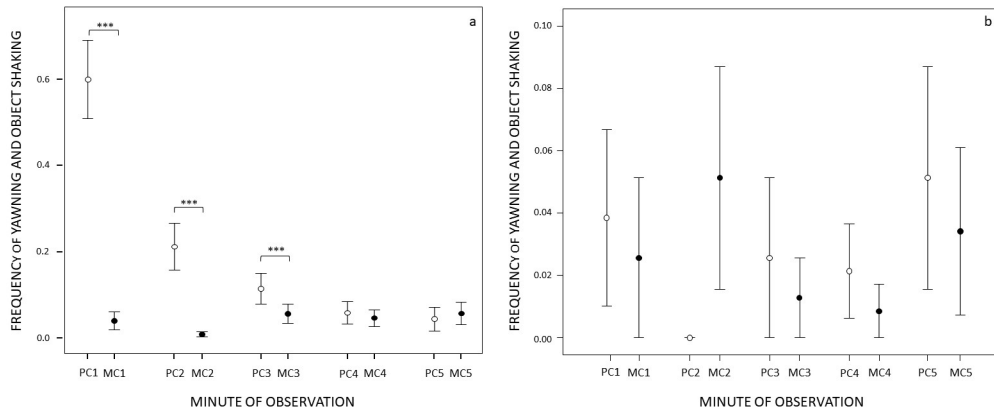 a
***
***
***
0.6
0.4
0.2
0.0
FREQUENCY OF YAWNING AND OBJECT SHAKING
PC1 MC1 PC2 MC2 PC3 MC3 PC4 MC4 PC5 MC5
MINUTE OF OBSERVATION
b
0.10
0.08
0.06
0.04
0.02
0.00
FREQUENCY OF YAWNING AND OBJECT SHAKING
PC1 MC1 PC2 MC2 PC3 MC3 PC4 MC4 PC5 MC5
MINUTE OF OBSERVATION